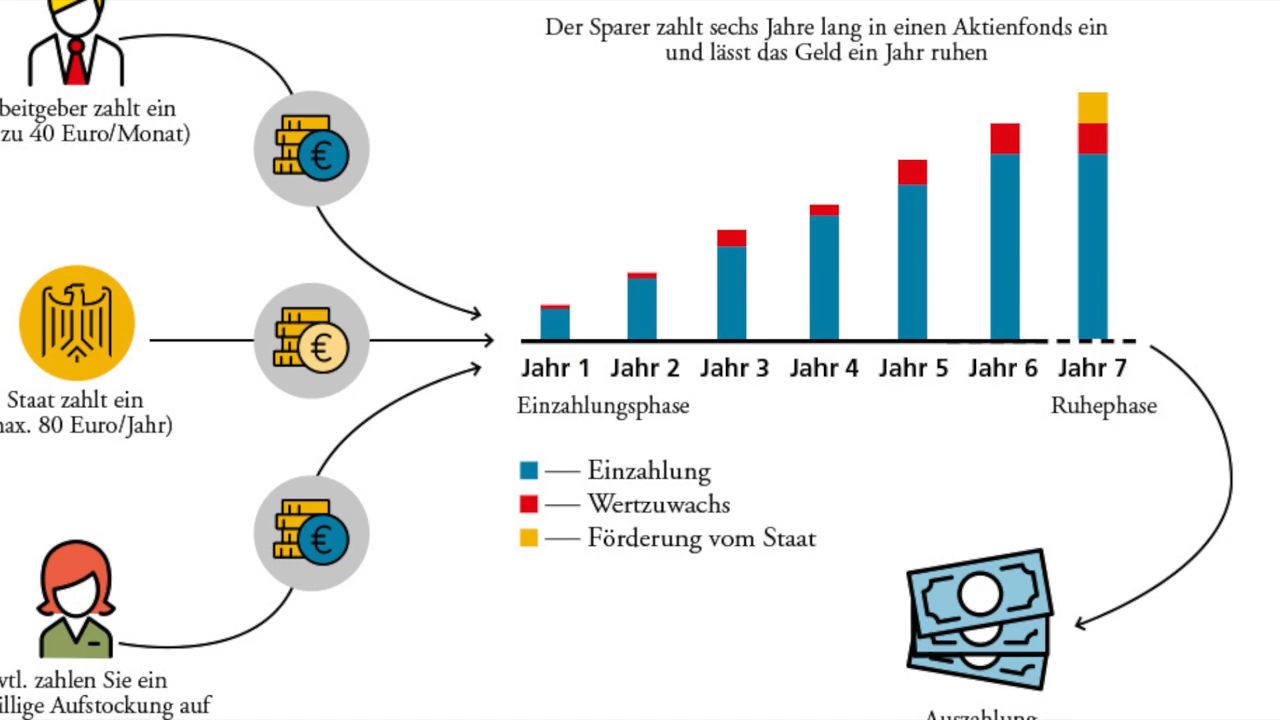 Der Sparer zahlt sechs Jahre lang in einen Aktienfonds ein
und lässt das Geld ein Jahr ruhen
beitgeber zahlt ein
zu 40 Euro/Monat)
Staat zahlt ein
ax. 80 Euro/Jahr)
vtl. zahlen Sie ein
illige Aufstockung auf
Jahr 1 Jahr 2 Jahr 3 Jahr 4 Jahr 5 Jahr 6 Jahr 7
Einzahlungsphase Ruhephase
Einzahlung
Wertzuwachs
Förderung vom Staat
Auszahlung